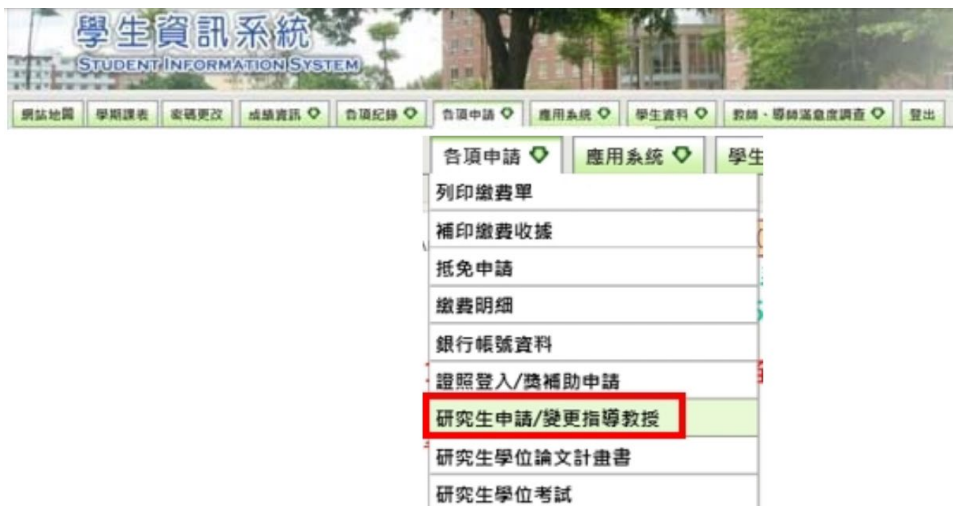 學生資訊系統
STUDENT INFORMATION SYSTEM
網站地圖 學期課表 密碼更改 成績資訊 各項紀錄 各項申請 應用系統 學生資料 教師、導師滿意度調查 登出
各項申請 應用系統 學生
列印繳費單
補印繳費收據
抵免申請
繳費明細
銀行帳號資料
證照登入/獎補助申請
研究生申請/變更指導教授
研究生學位論文計畫書
研究生學位考試